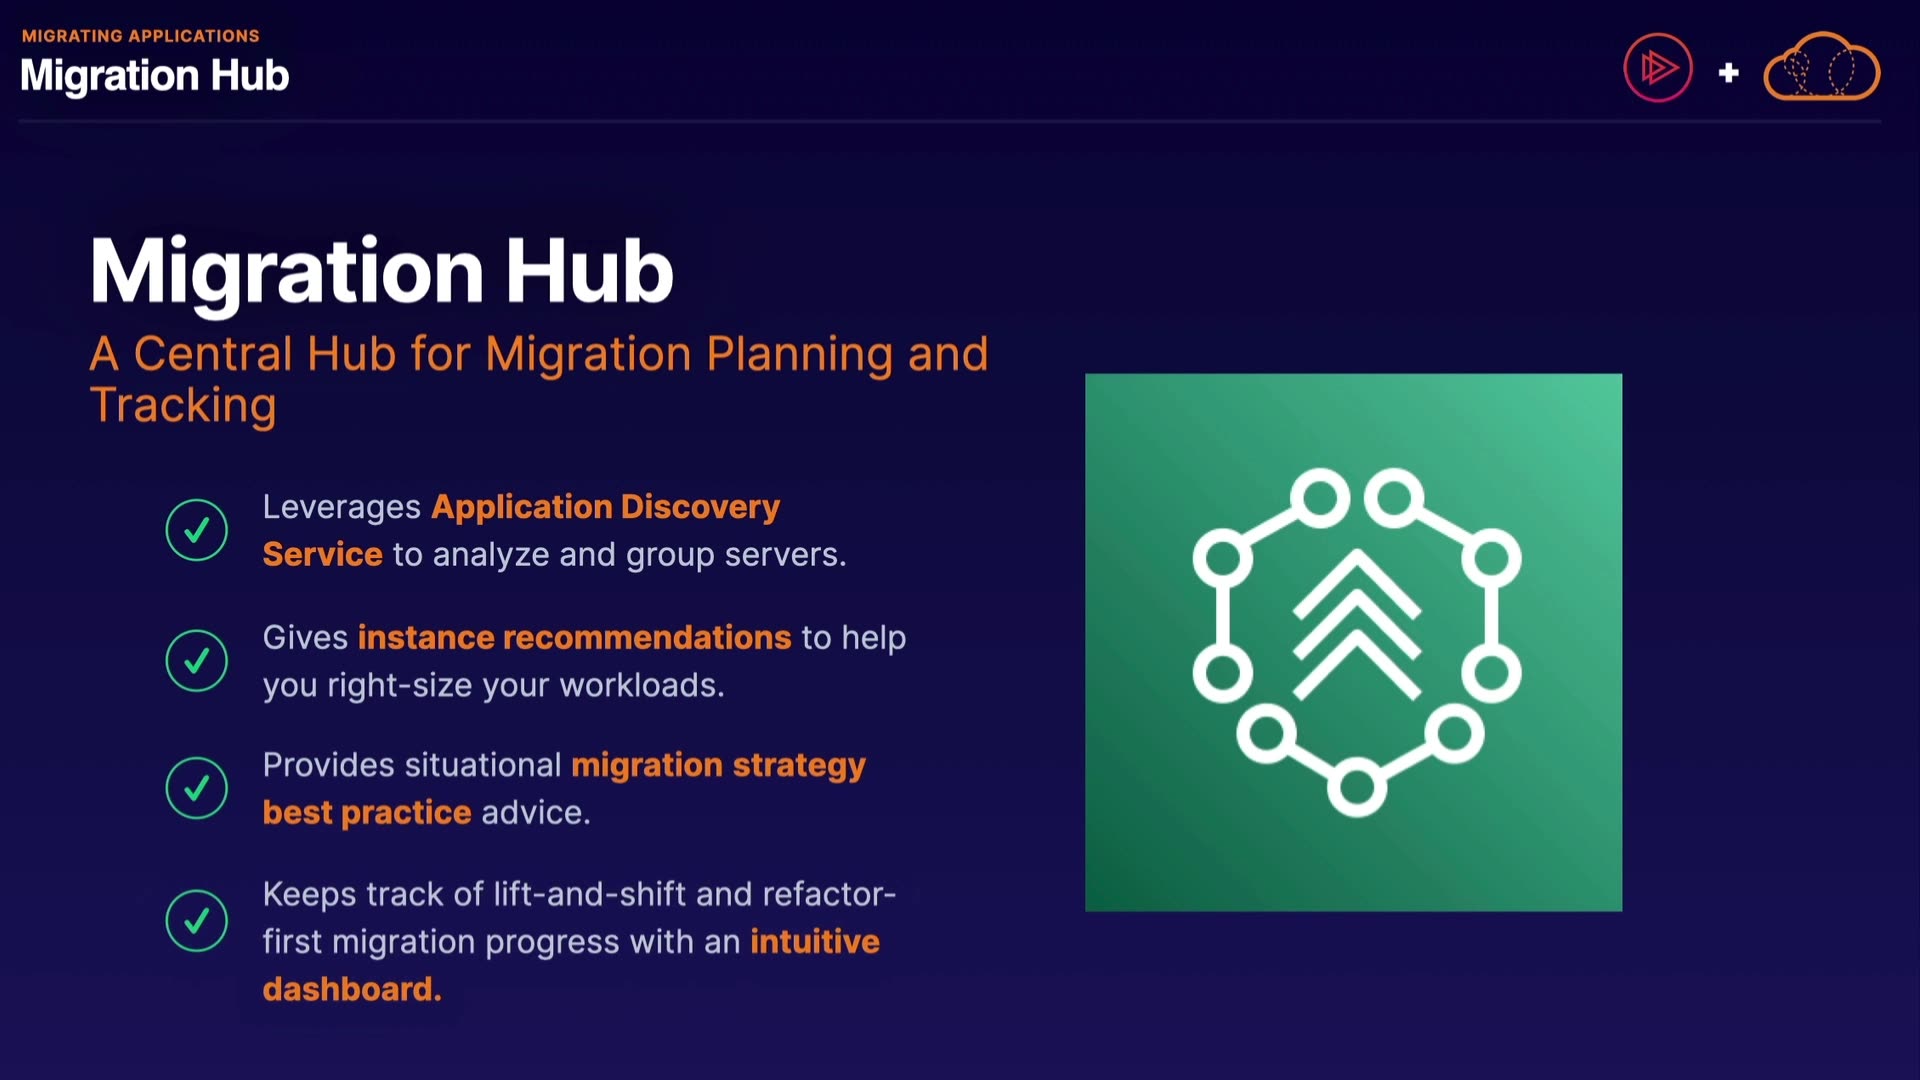 MIGRATING APPLICATIONS
Migration Hub
Migration Hub
A Central Hub for Migration Planning and
Tracking
Leverages Application Discovery
Service to analyze and group servers.
Gives instance recommendations to help
you right-size your workloads.
Provides situational migration strategy
best practice advice.
Keeps track of lift-and-shift and refactor-
first migration progress with an intuitive
dashboard.